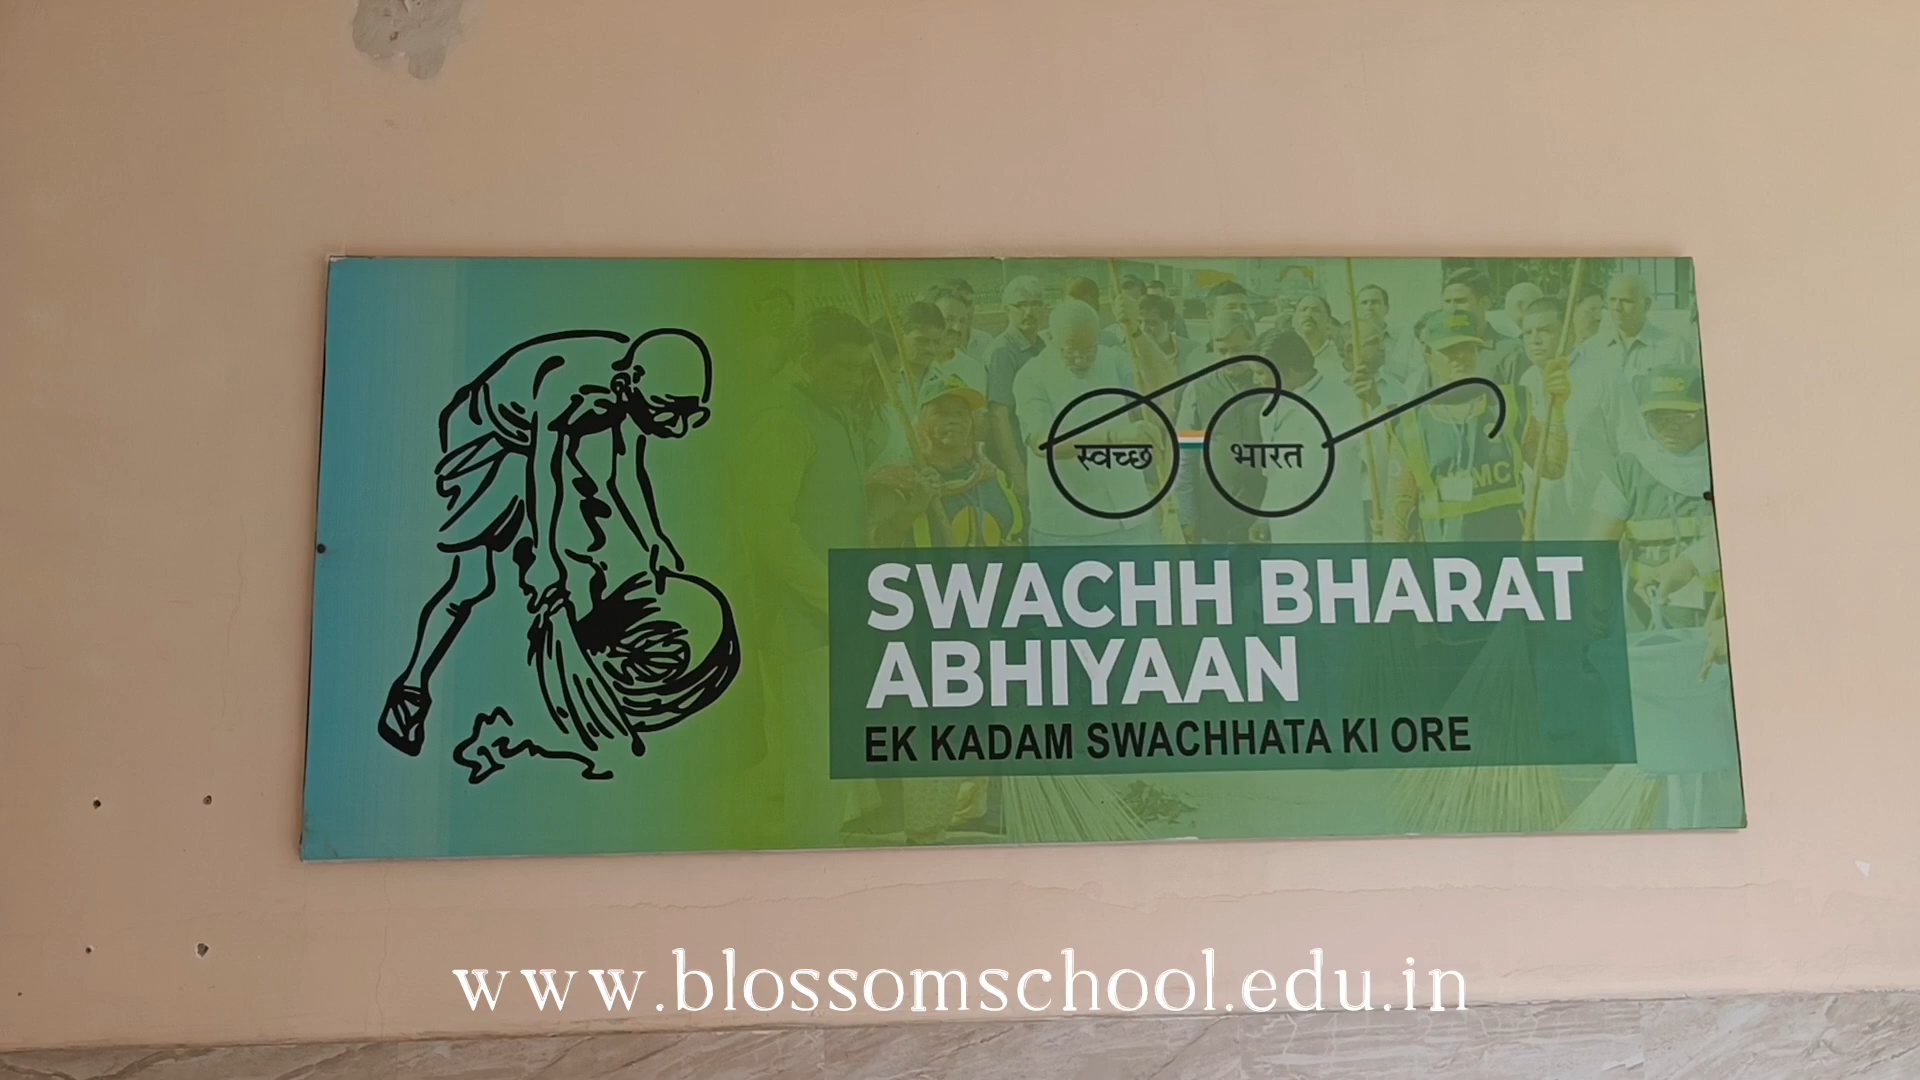 स्वच्छ भारत
SWACHH BHARAT
ABHIYAAN
EK KADAM SWACHHATA KI ORE
www.blossomschool.edu.in